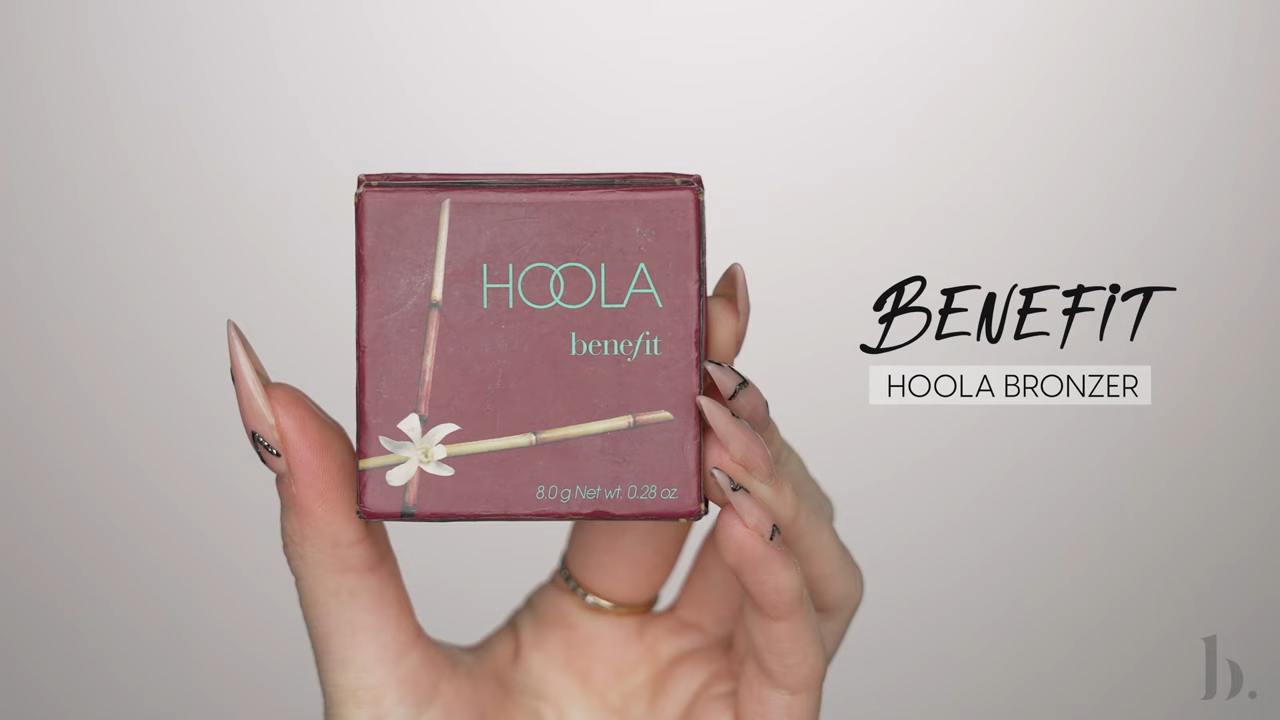 HOOLA
benefit
8.0 g Net wt. 0.28 oz.
BENEFiT
HOOLA BRONZER
b.